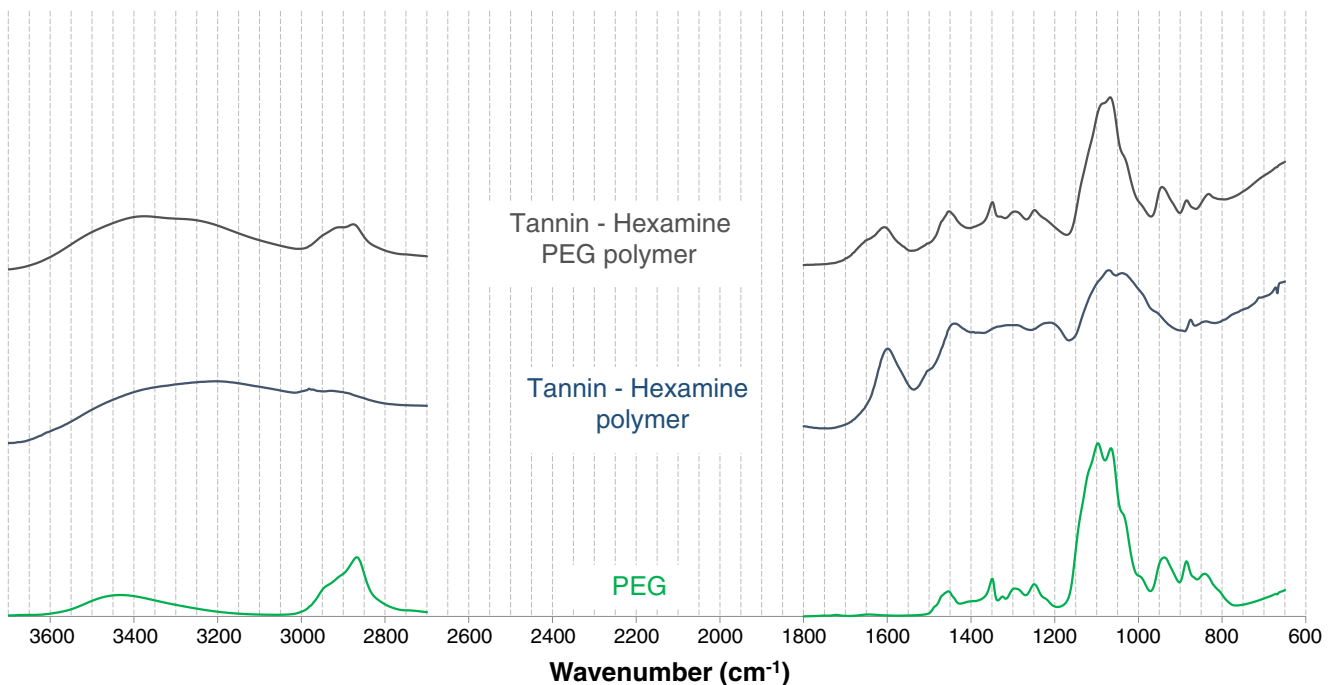 Tannin - Hexamine
PEG polymer
Tannin - Hexamine
polymer
PEG
3600 3400 3200 3000 2800 2600 2400 2200 2000 1800 1600 1400 1200 1000 800 600
Wavenumber (cm⁻¹)